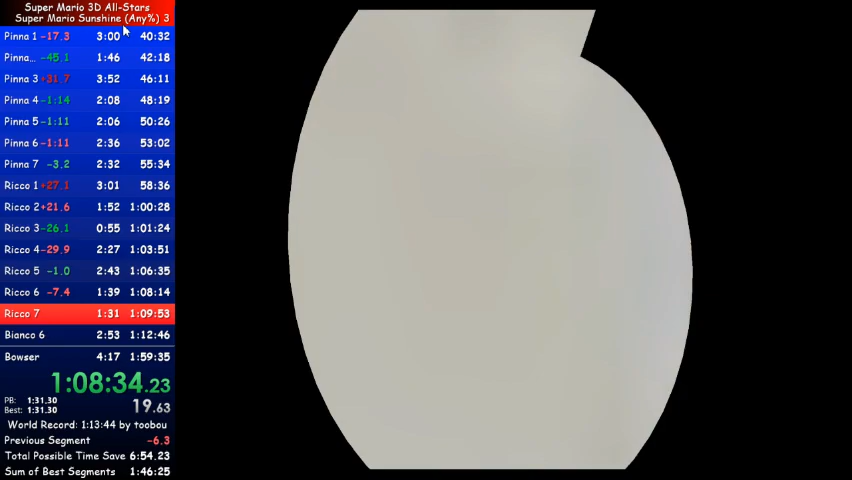 Super Mario 3D All-Stars
Super Mario Sunshine (Any%) 3
Pinna 1 -17.3 3:00 40:32
Pinna... -45.1 1:46 42:18
Pinna 3 +31.7 3:52 46:11
Pinna 4 -1:14 2:08 48:19
Pinna 5 -1:11 2:06 50:26
Pinna 6 -1:11 2:36 53:02
Pinna 7 -3.2 2:32 55:34
Ricco 1 +27.1 3:01 58:36
Ricco 2 +21.6 1:52 1:00:28
Ricco 3 -26.1 0:55 1:01:24
Ricco 4 -29.9 2:27 1:03:51
Ricco 5 -1.0 2:43 1:06:35
Ricco 6 -7.4 1:39 1:08:14
Ricco 7 1:31 1:09:53
Bianco 6 2:53 1:12:46
Bowser 4:17 1:59:35
1:08:34.23
PB: 1:31.30
Best: 1:31.30 19.63
World Record: 1:13:44 by toobou
Previous Segment -6.3
Total Possible Time Save 6:54.23
Sum of Best Segments 1:46:25